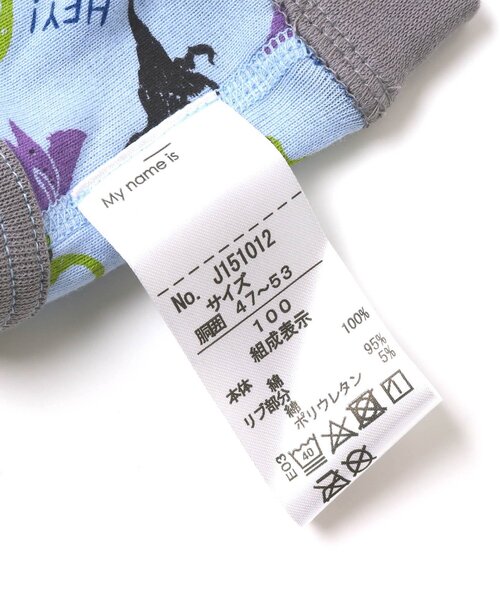 HEY!
My name is
No. J151012
サイズ
胴囲 47〜53
100
組成表示
本体 綿 100%
リブ部分 綿 95%
ポリウレタン 5%
E03 40 1